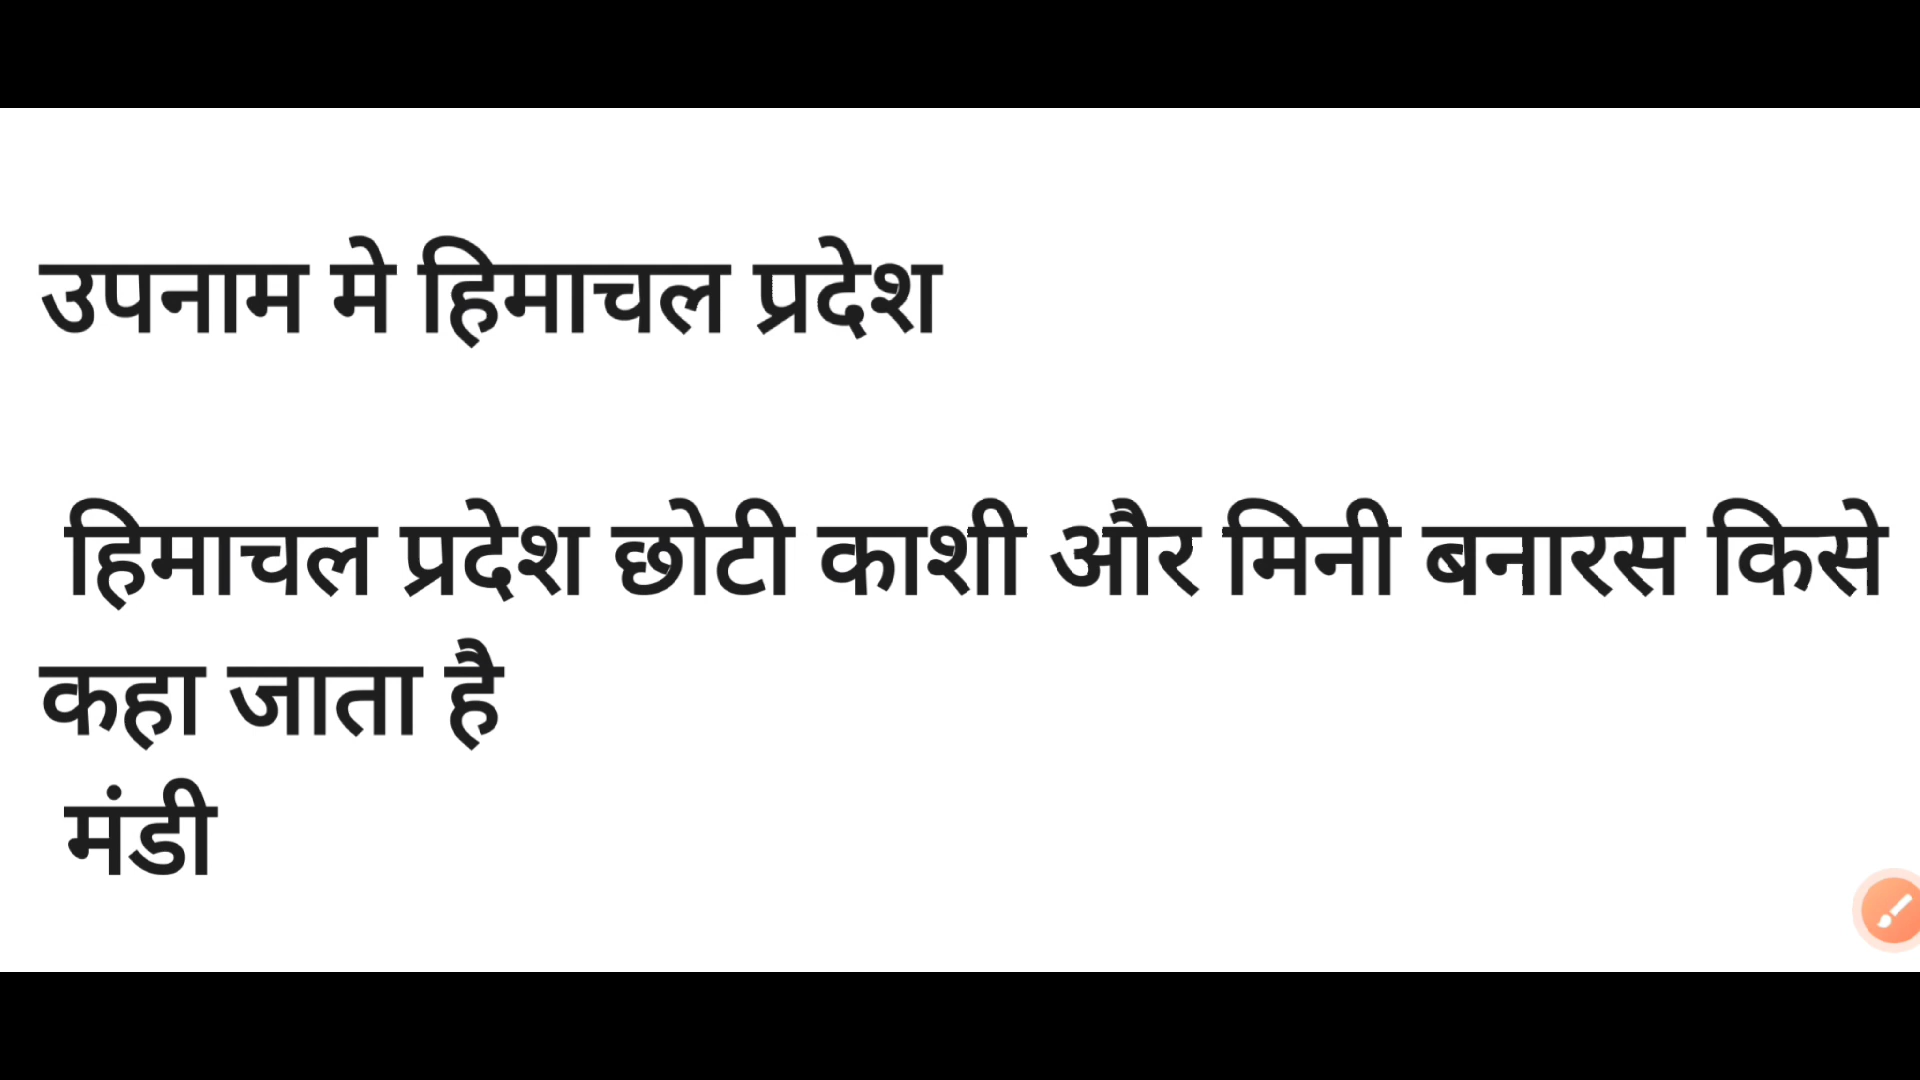 उपनाम मे हिमाचल प्रदेश
हिमाचल प्रदेश छोटी काशी और मिनी बनारस किसे
कहा जाता है
मंडी